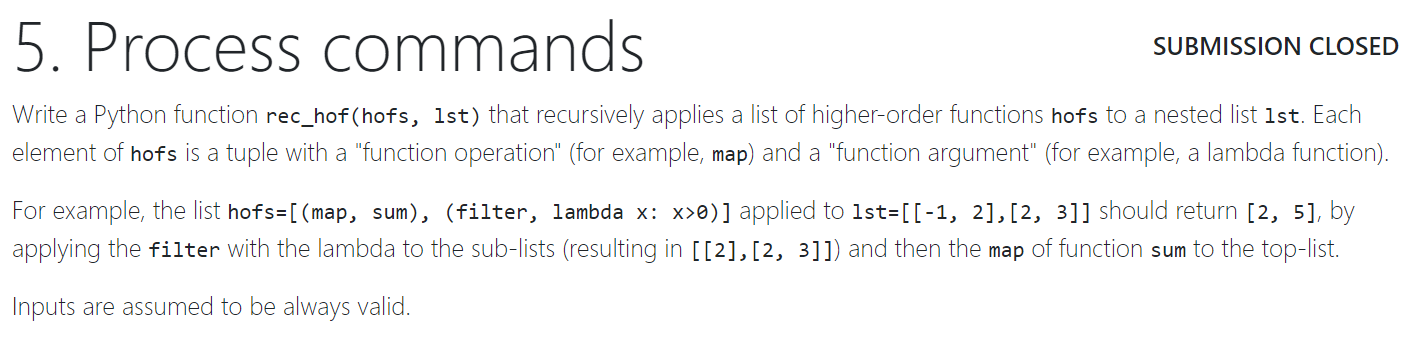 5. Process commands
SUBMISSION CLOSED
Write a Python function rec_hof(hofs, lst) that recursively applies a list of higher-order functions hofs to a nested list lst. Each
element of hofs is a tuple with a "function operation" (for example, map) and a "function argument" (for example, a lambda function).
For example, the list hofs=[(map, sum), (filter, lambda x: x>0)] applied to lst=[[-1, 2],[2, 3]] should return [2, 5], by
applying the filter with the lambda to the sub-lists (resulting in [[2],[2, 3]]) and then the map of function sum to the top-list.
Inputs are assumed to be always valid.